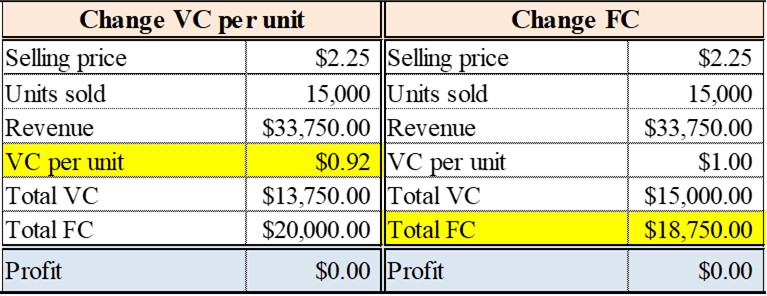 Change VC per unit Change FC
Selling price $2.25 Selling price $2.25
Units sold 15,000 Units sold 15,000
Revenue $33,750.00 Revenue $33,750.00
VC per unit $0.92 VC per unit $1.00
Total VC $13,750.00 Total VC $15,000.00
Total FC $20,000.00 Total FC $18,750.00
Profit $0.00 Profit $0.00